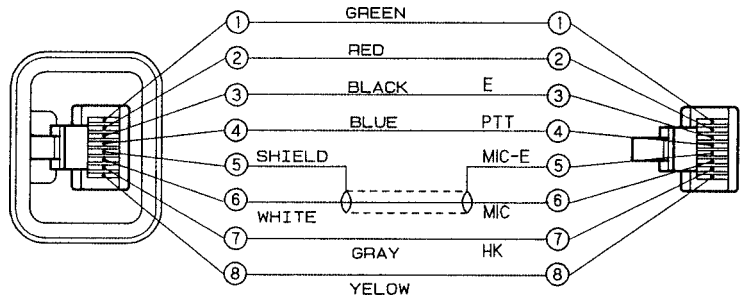 1 GREEN 1
2 RED 2
3 BLACK E 3
4 BLUE PTT 4
5 SHIELD MIC-E 5
6 WHITE MIC 6
7 GRAY HK 7
8 YELOW 8